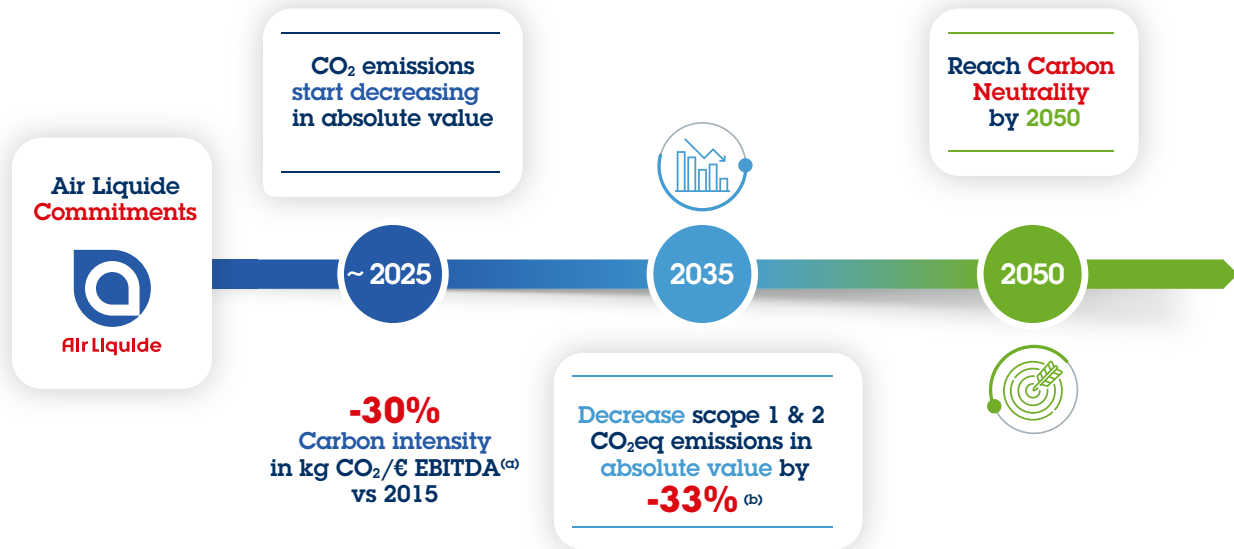 Air Liquide
Commitments
Air Liquide
CO₂ emissions
start decreasing
in absolute value
~ 2025
-30%
Carbon intensity
in kg CO₂/€ EBITDA⁽ᵃ⁾
vs 2015
2035
Decrease scope 1 & 2
CO₂eq emissions in
absolute value by
-33% ⁽ᵇ⁾
Reach Carbon
Neutrality
by 2050
2050